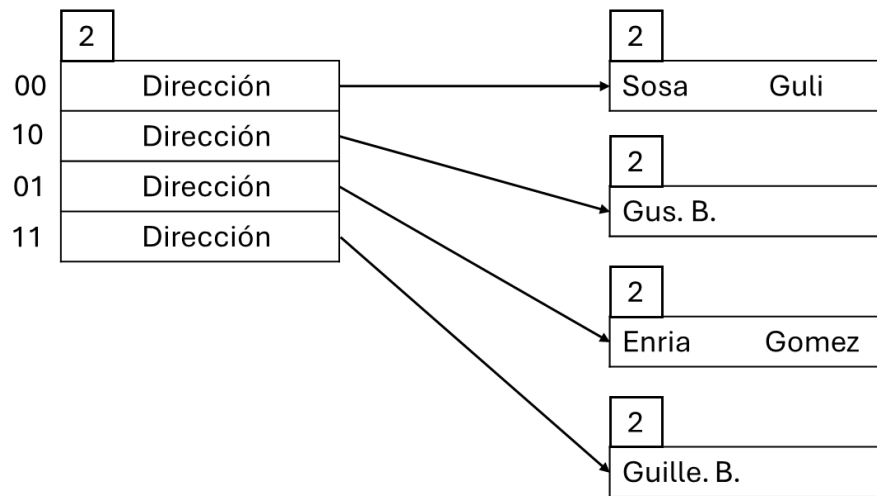 2
00 Dirección
10 Dirección
01 Dirección
11 Dirección
2
Sosa Guli
2
Gus. B.
2
Enria Gomez
2
Guille. B.